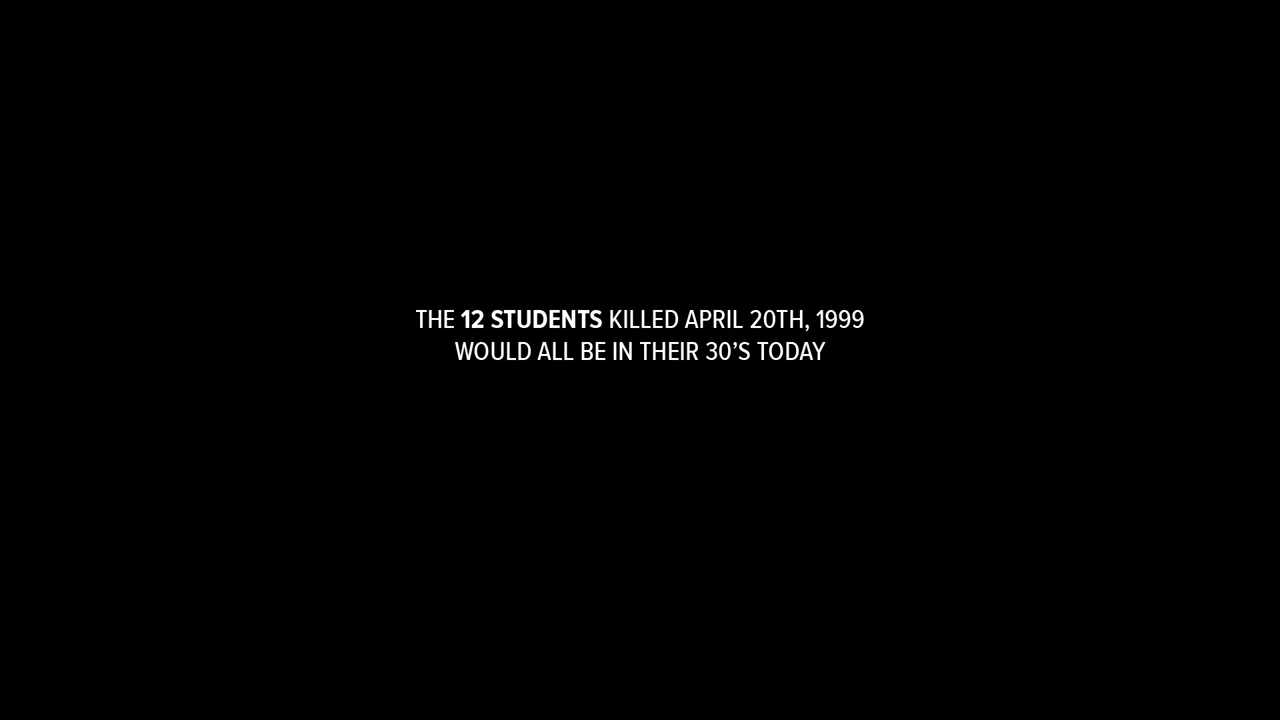 THE 12 STUDENTS KILLED APRIL 20TH, 1999
WOULD ALL BE IN THEIR 30’S TODAY